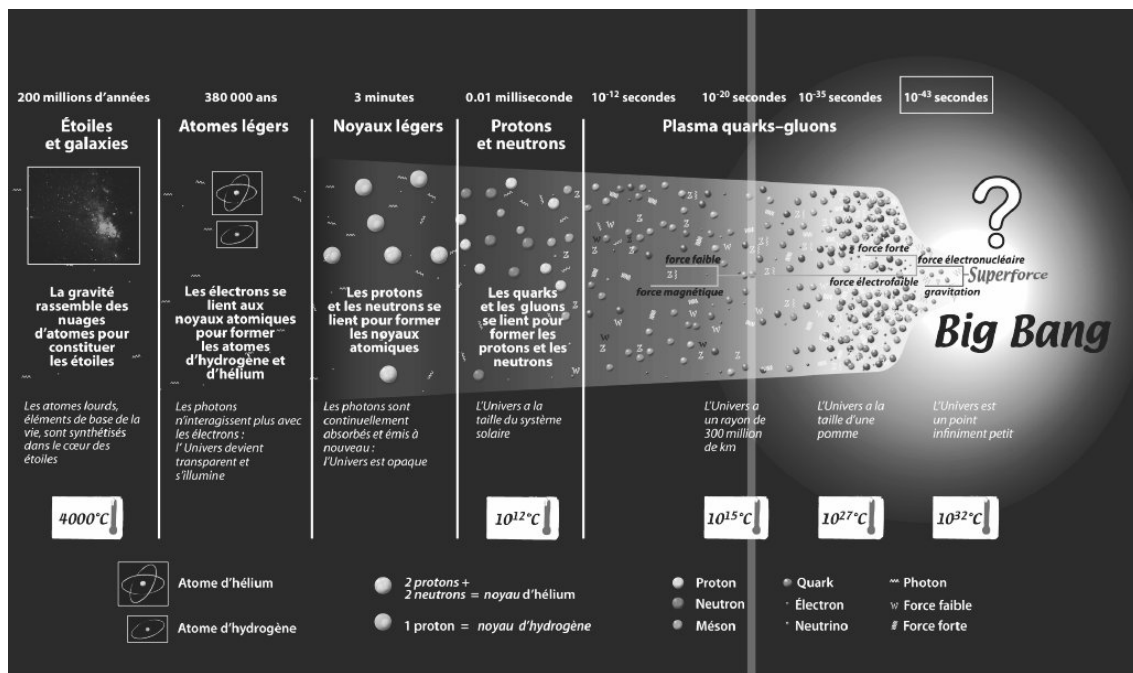 200 millions d'années
380 000 ans
3 minutes
0.01 milliseconde
10⁻¹² secondes
10⁻²⁰ secondes
10⁻³⁵ secondes
10⁻⁴³ secondes
Étoiles
et galaxies
Atomes légers
Noyaux légers
Protons
et neutrons
Plasma quarks–gluons
?
force forte
force électronucléaire
force faible
Superforce
force électrofaible
force magnétique
gravitation
Big Bang
La gravité
rassemble des
nuages
d'atomes pour
constituer
les étoiles
Les électrons se
lient aux
noyaux atomiques
pour former
les atomes
d'hydrogène et
d'hélium
Les protons
et les neutrons se
lient pour former
les noyaux
atomiques
Les quarks
et les gluons
se lient pour
former les
protons et les
neutrons
Les atomes lourds,
éléments de base de la
vie, sont synthétisés
dans le cœur des
étoiles
Les photons
n'interagissent plus avec
les électrons :
l' Univers devient
transparent et
s'illumine
Les photons sont
continuellement
absorbés et émis à
nouveau :
l'Univers est opaque
L'Univers a la
taille du système
solaire
L'Univers a
un rayon de
300 million
de km
L'Univers a la
taille d'une
pomme
L'Univers est
un point
infiniment petit
4000°C
10¹²°C
10¹⁵°C
10²⁷°C
10³²°C
Atome d'hélium
Atome d'hydrogène
2 protons +
2 neutrons = noyau d'hélium
1 proton = noyau d'hydrogène
Proton
Neutron
Méson
Quark
Électron
Neutrino
Photon
w Force faible
Force forte